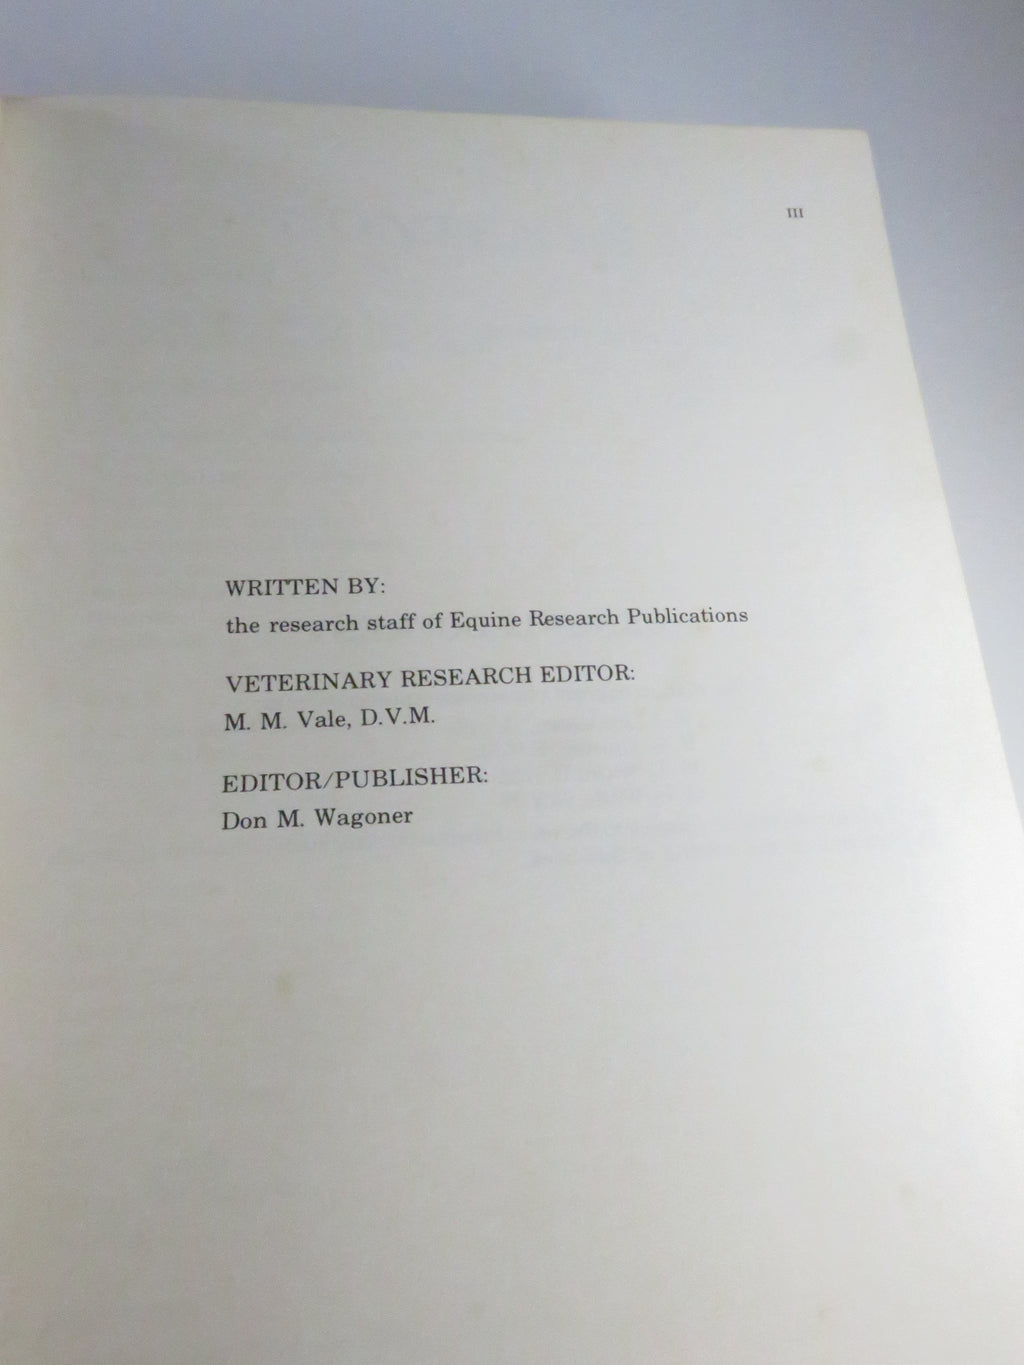 III
WRITTEN BY:
the research staff of Equine Research Publications
VETERINARY RESEARCH EDITOR:
M. M. Vale, D.V.M.
EDITOR/PUBLISHER:
Don M. Wagoner